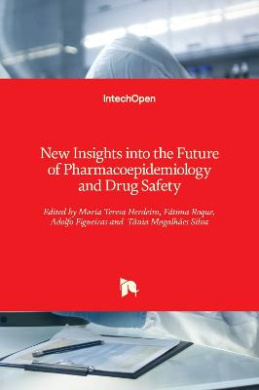 IntechOpen
New Insights into the Future
of Pharmacoepidemiology
and Drug Safety
Edited by Maria Teresa Herdeiro, Fátima Roque,
Adolfo Figueiras and Tânia Magalhães Silva